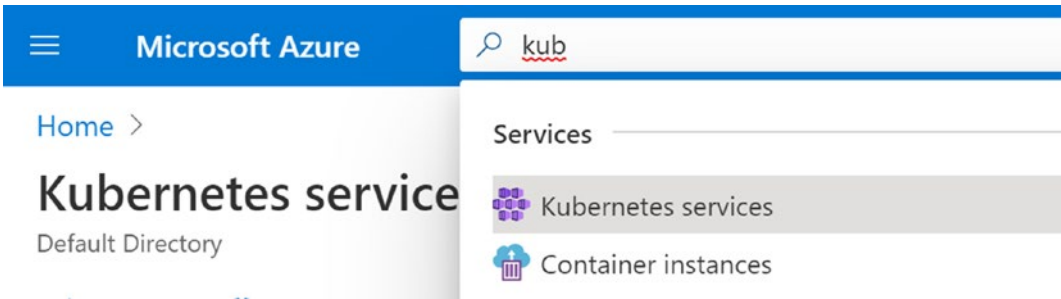 Microsoft Azure
kub
Home >
Services
Kubernetes service
Kubernetes services
Default Directory
Container instances